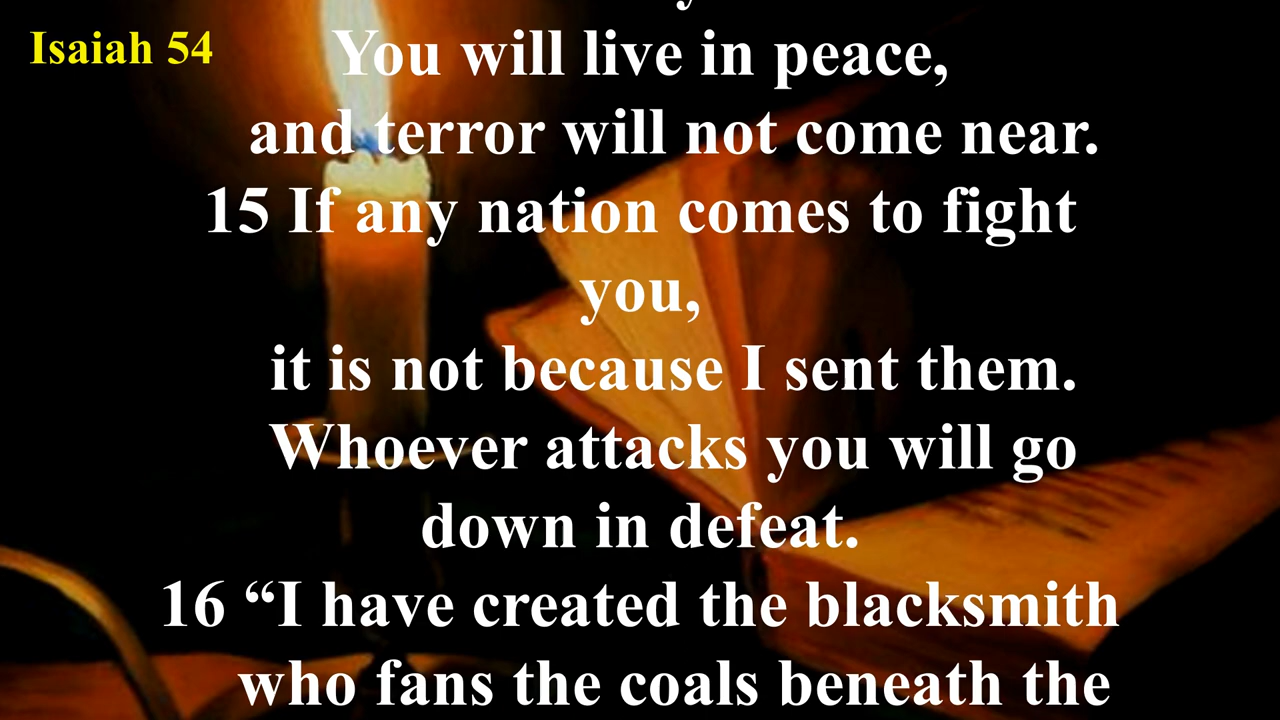 Isaiah 54
You will live in peace,
and terror will not come near.
15 If any nation comes to fight
you,
it is not because I sent them.
Whoever attacks you will go
down in defeat.
16 “I have created the blacksmith
who fans the coals beneath the